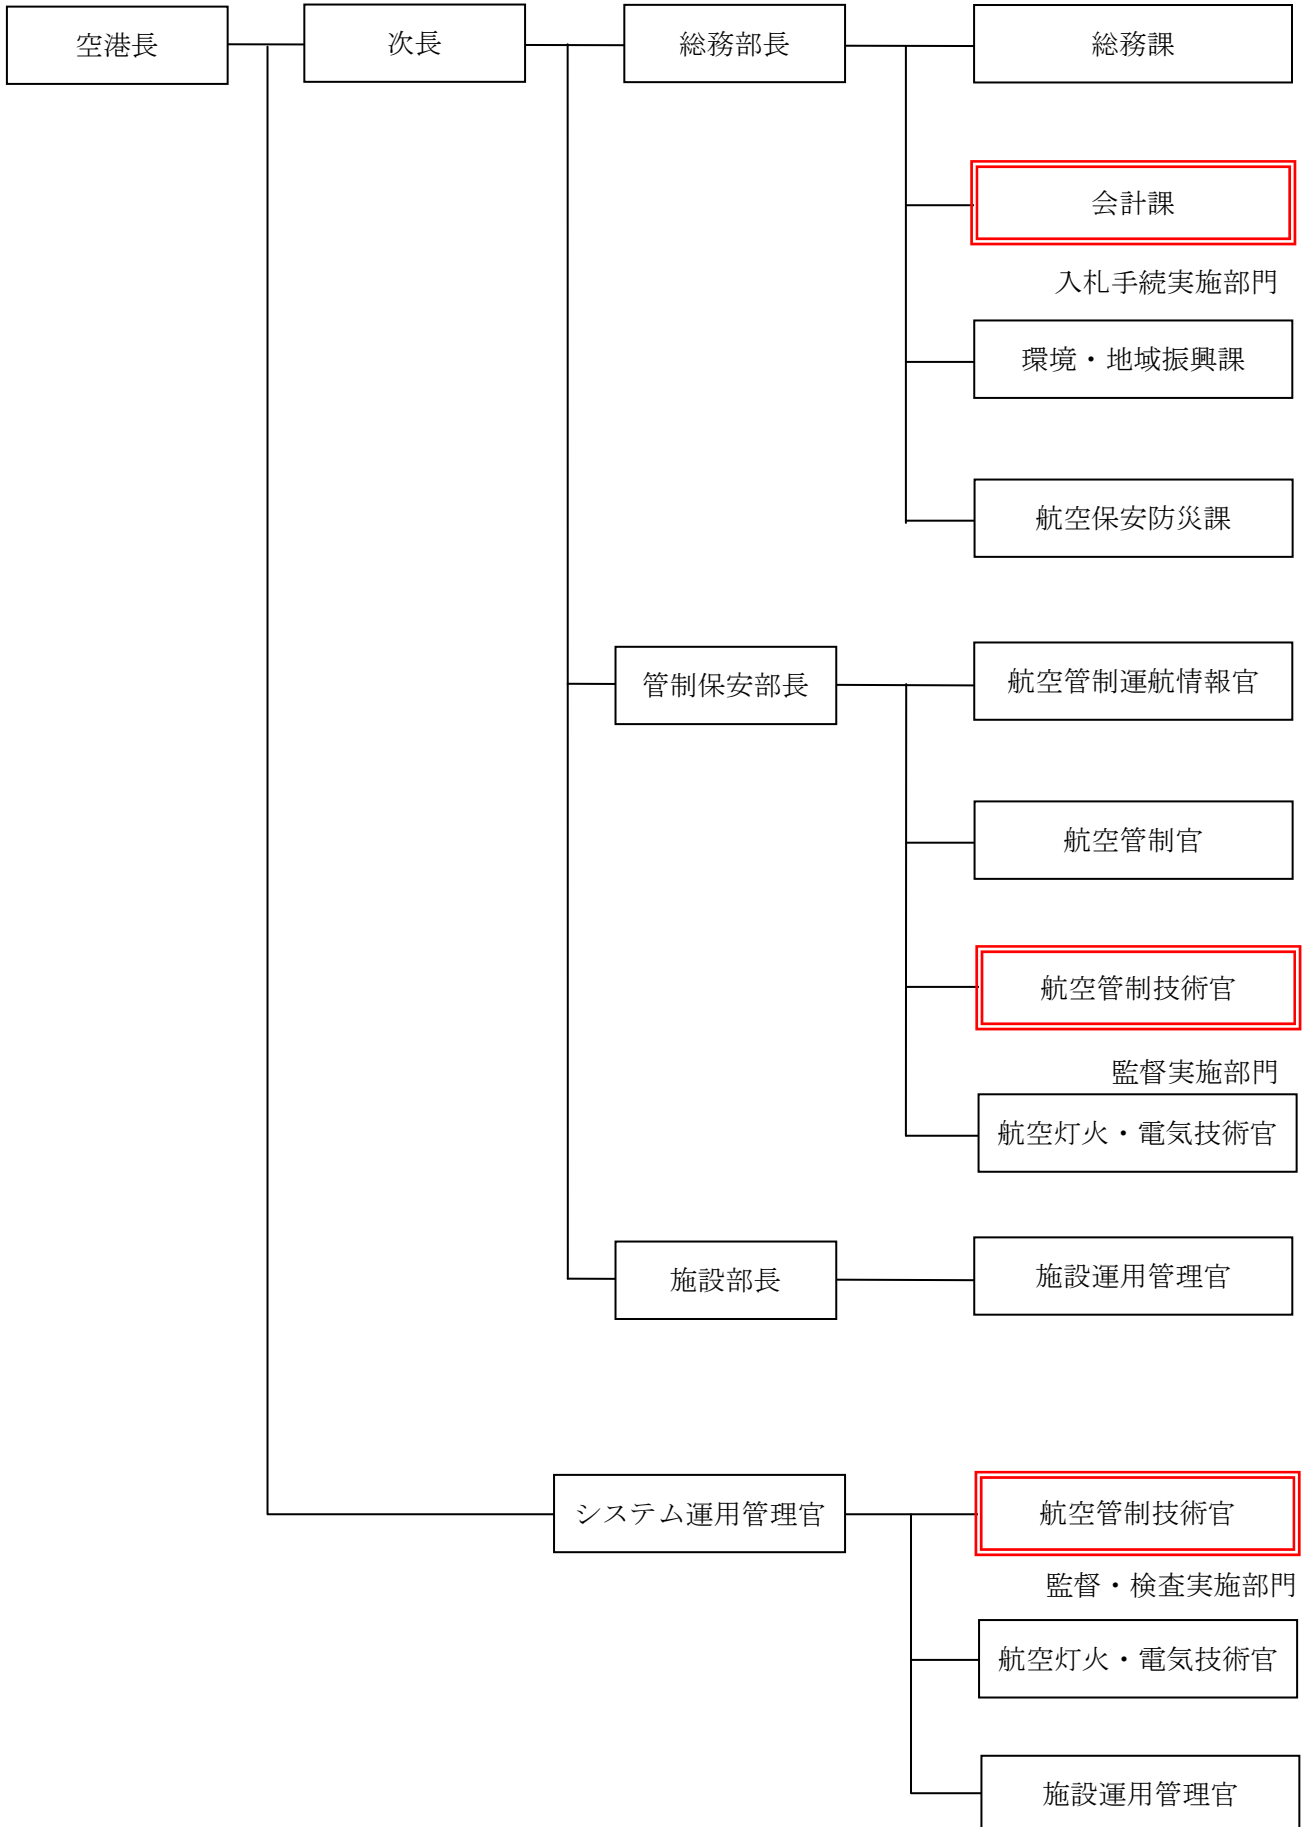 空港長
次長
総務部長
総務課
会計課
入札手続実施部門
環境・地域振興課
航空保安防災課
管制保安部長
航空管制運航情報官
航空管制官
航空管制技術官
監督実施部門
航空灯火・電気技術官
施設部長
施設運用管理官
システム運用管理官
航空管制技術官
監督・検査実施部門
航空灯火・電気技術官
施設運用管理官